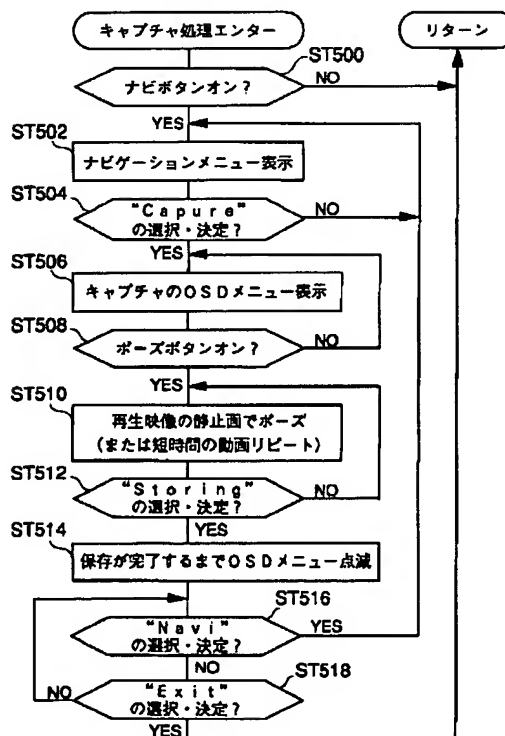 キャプチャ処理エンター
リターン
ST500
ナビボタンオン？
NO
YES
ST502
ナビゲーションメニュー表示
ST504
“Capure”
の選択・決定？
NO
YES
ST506
キャプチャのOSDメニュー表示
ST508
ポーズボタンオン？
NO
YES
ST510
再生映像の静止画でポーズ
（または短時間の動画リピート）
ST512
“Storing”
の選択・決定？
NO
YES
ST514
保存が完了するまでOSDメニュー点滅
ST516
“Navi”
の選択・決定？
YES
NO
ST518
“Exit”
の選択・決定？
NO
YES